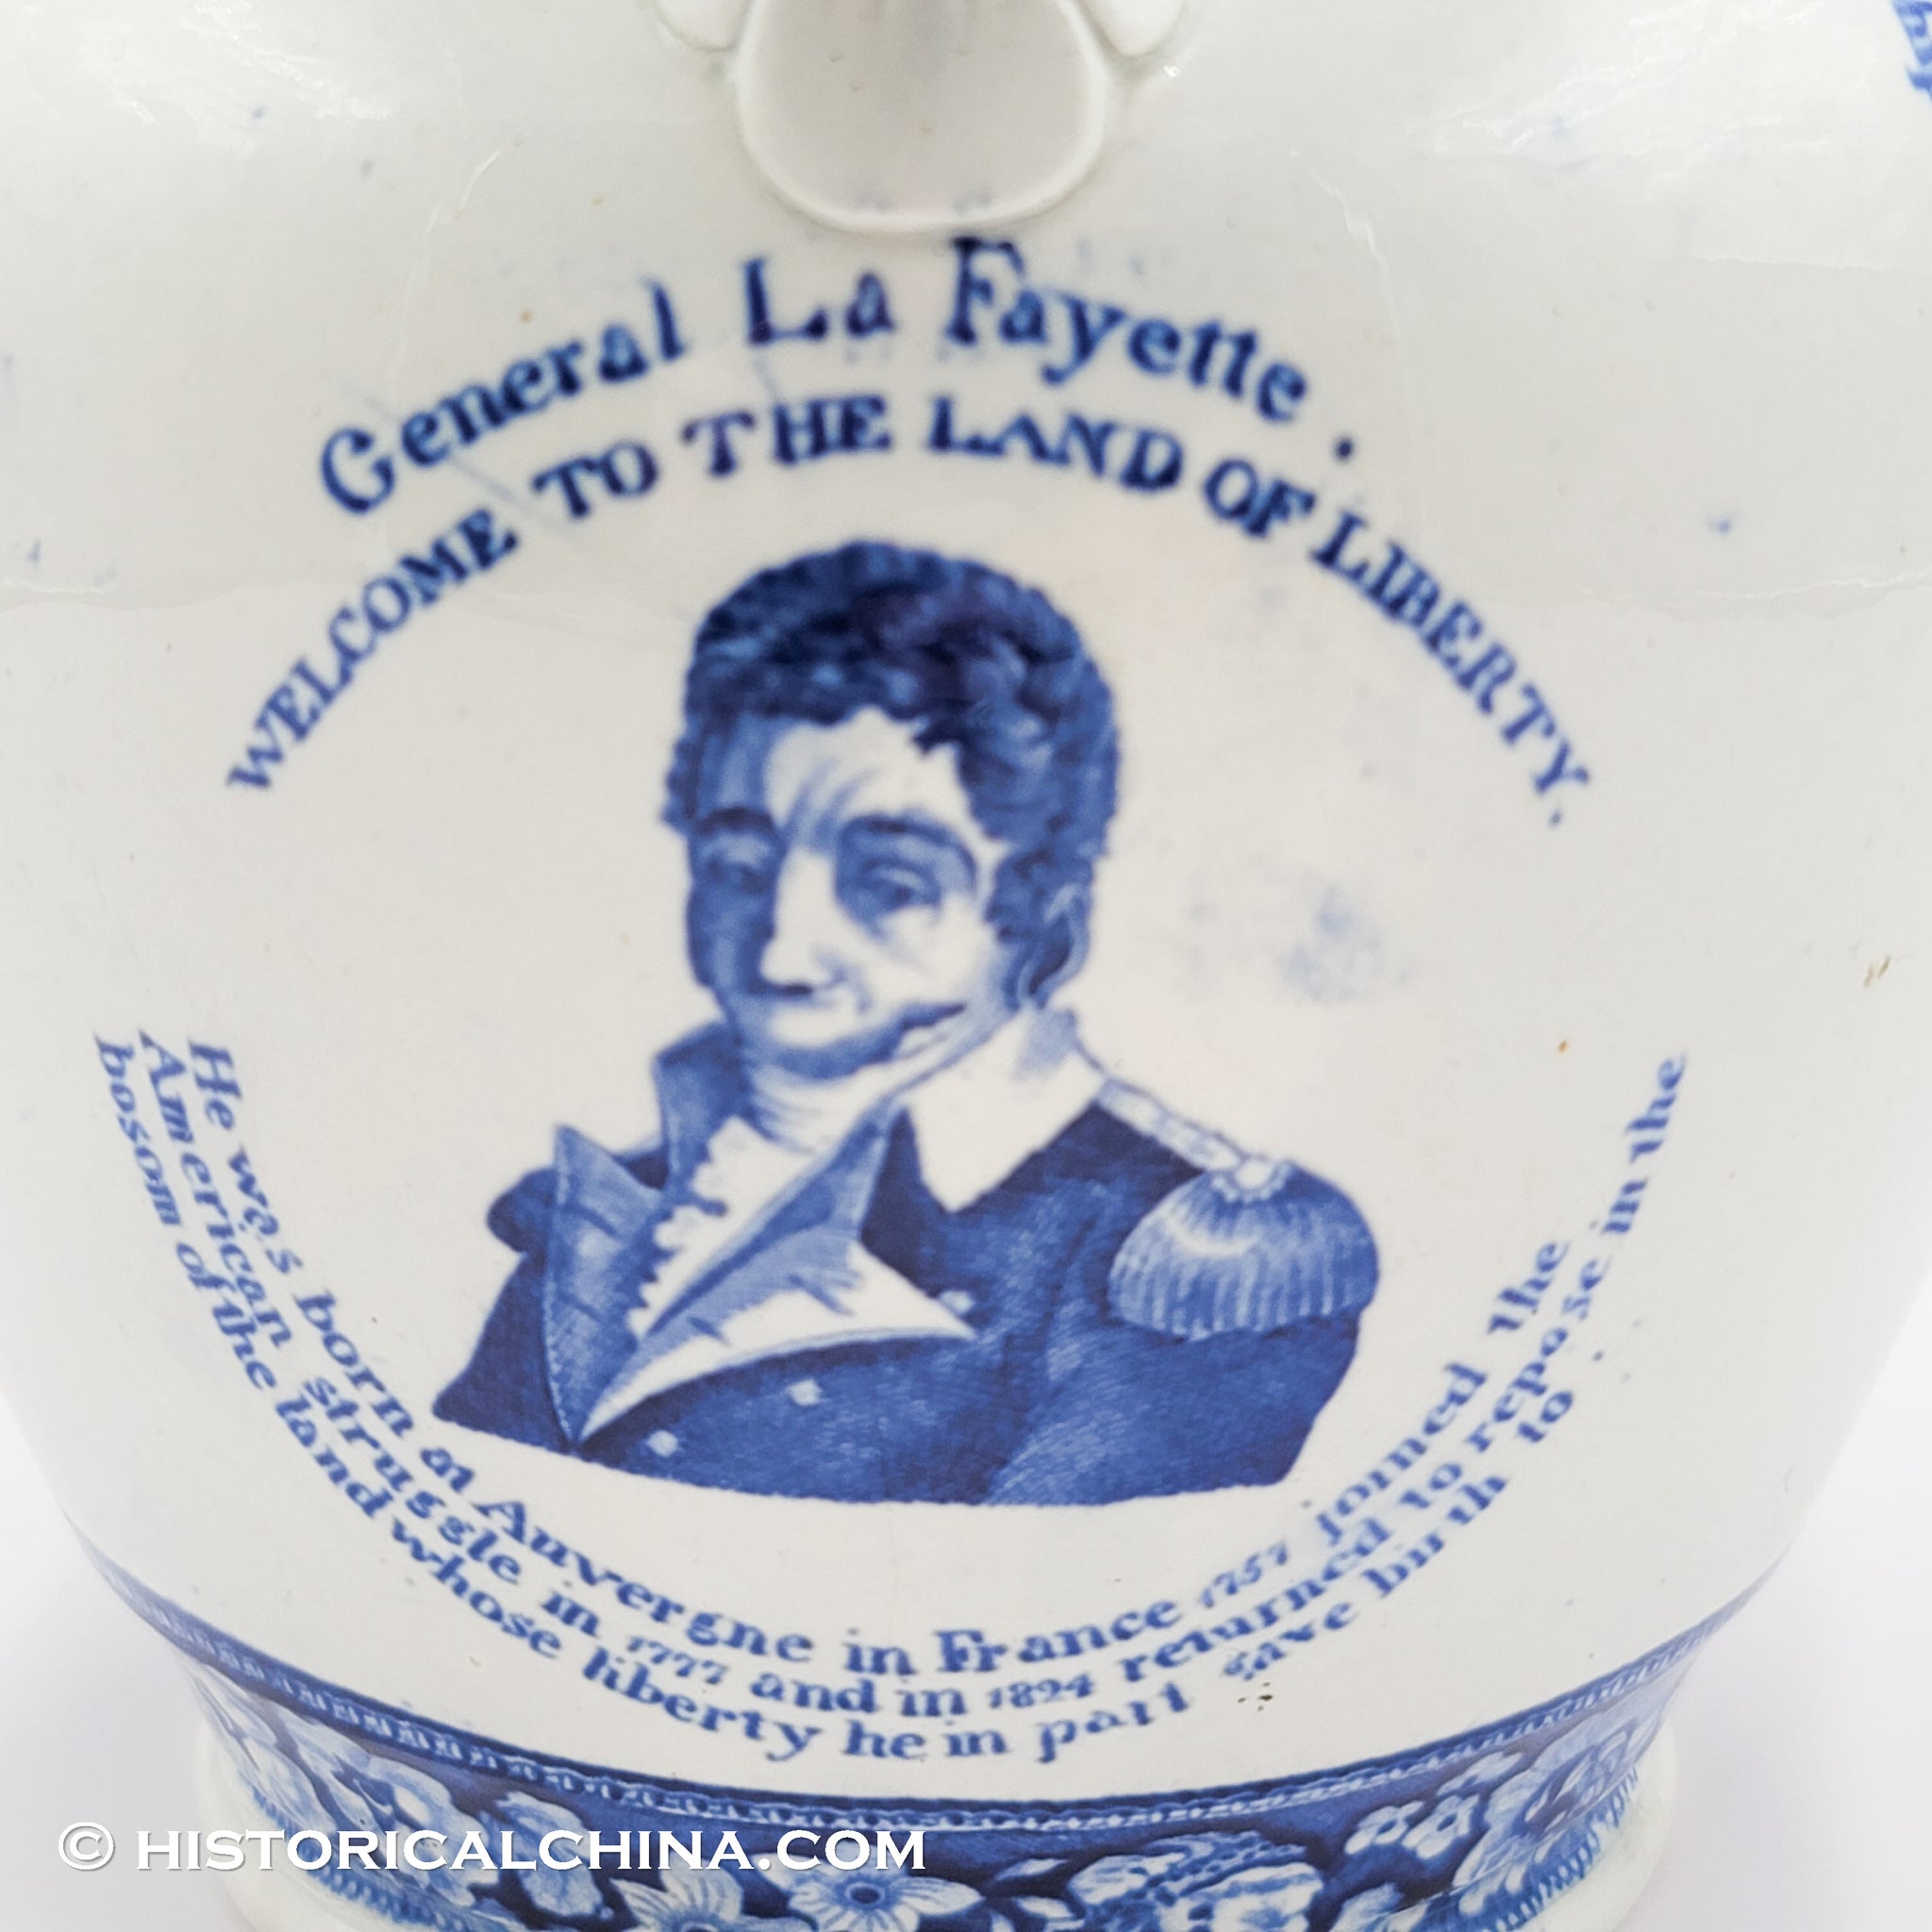 General La Fayette.
WELCOME TO THE LAND OF LIBERTY.
He was born at Auvergne in France 1757 joined the
American struggle in 1777 and in 1824 returned to repose in the
bosom of the land whose liberty he in part gave birth to
© HISTORICALCHINA.COM